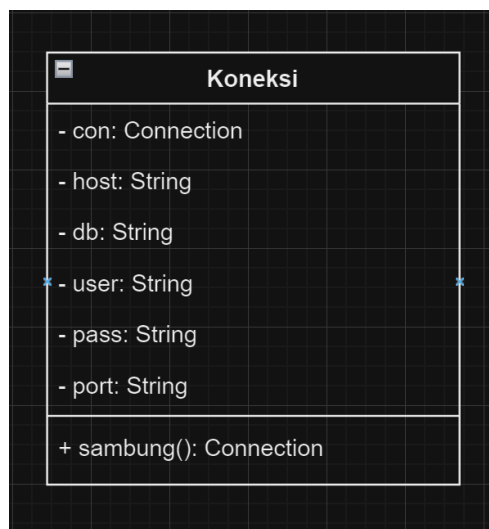 Koneksi
- con: Connection
- host: String
- db: String
- user: String
- pass: String
- port: String
+ sambung(): Connection